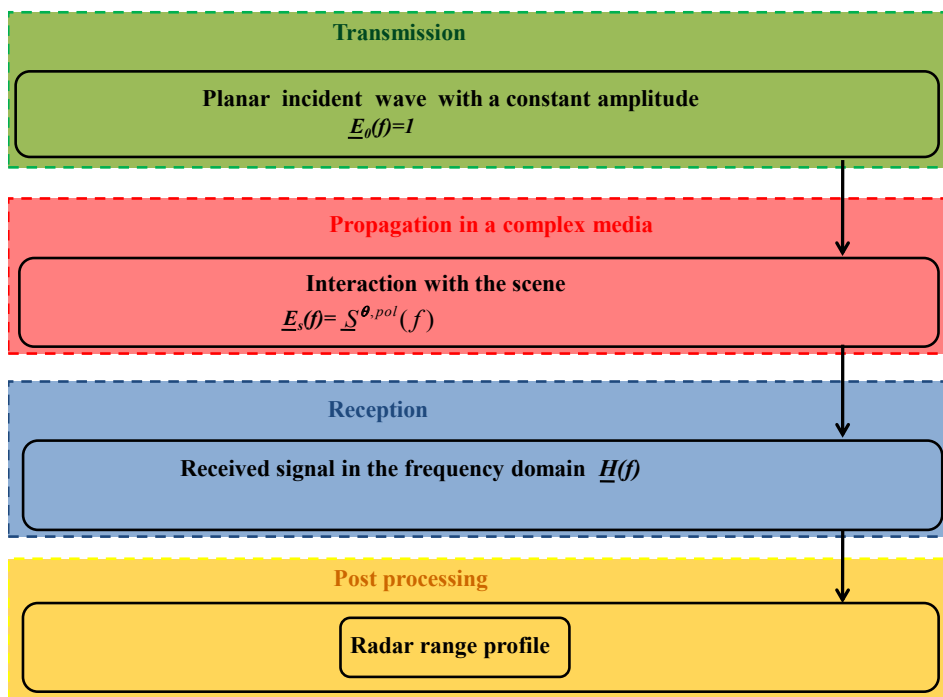 Transmission
Planar incident wave with a constant amplitude
E₀(f)=1
Propagation in a complex media
Interaction with the scene
Eₛ(f)= S^θ,pol (f)
Reception
Received signal in the frequency domain H(f)
Post processing
Radar range profile